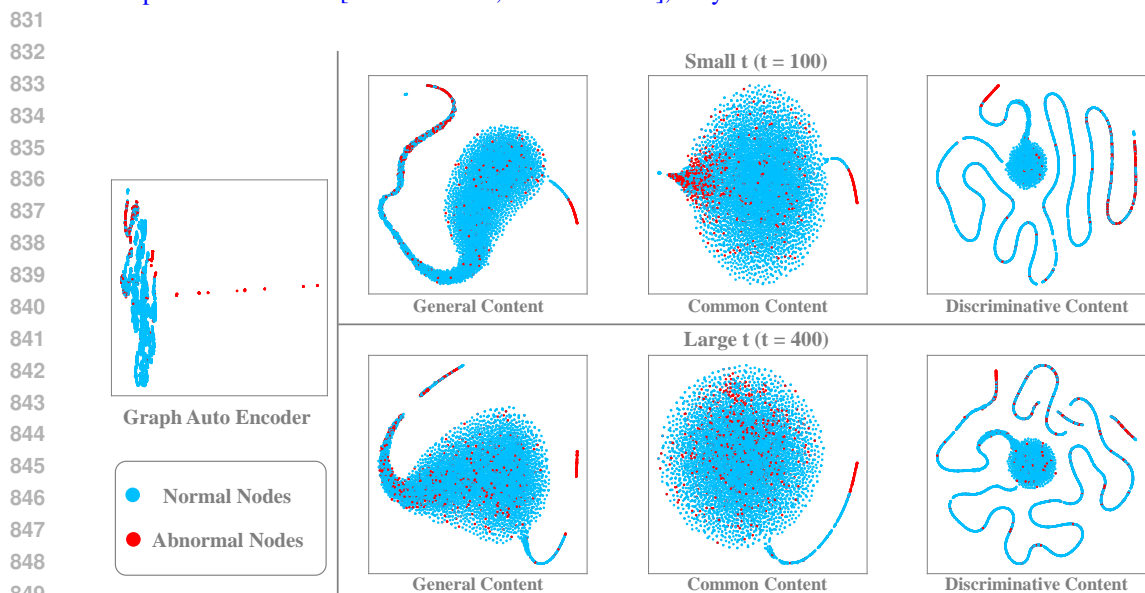 831
832
833
834
835
836
837
838
839
840
841
842
843
844
845
846
847
848
Small t (t = 100)
General Content
Common Content
Discriminative Content
Large t (t = 400)
Graph Auto Encoder
Normal Nodes
Abnormal Nodes
General Content
Common Content
Discriminative Content